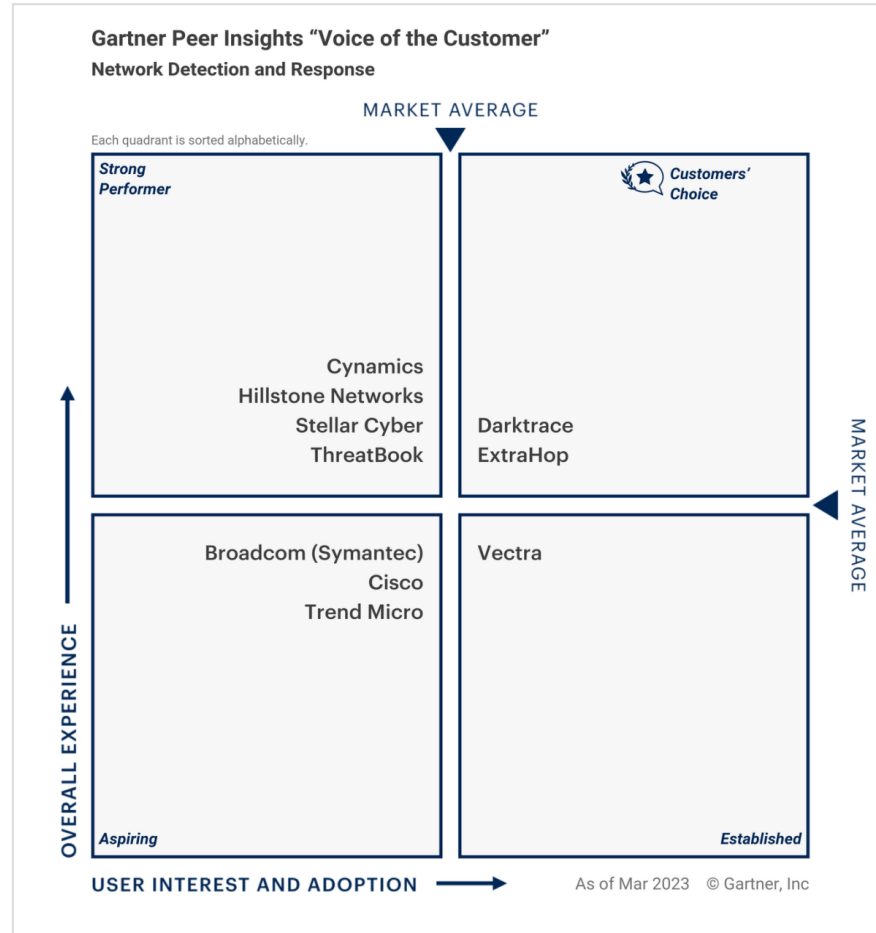 Gartner Peer Insights “Voice of the Customer”
Network Detection and Response
MARKET AVERAGE
Each quadrant is sorted alphabetically.
Strong
Performer
Customers’
Choice
Cynamics
Hillstone Networks
Stellar Cyber
ThreatBook
Darktrace
ExtraHop
MARKET AVERAGE
Broadcom (Symantec)
Cisco
Trend Micro
Vectra
OVERALL EXPERIENCE
Aspiring
Established
USER INTEREST AND ADOPTION
As of Mar 2023 © Gartner, Inc